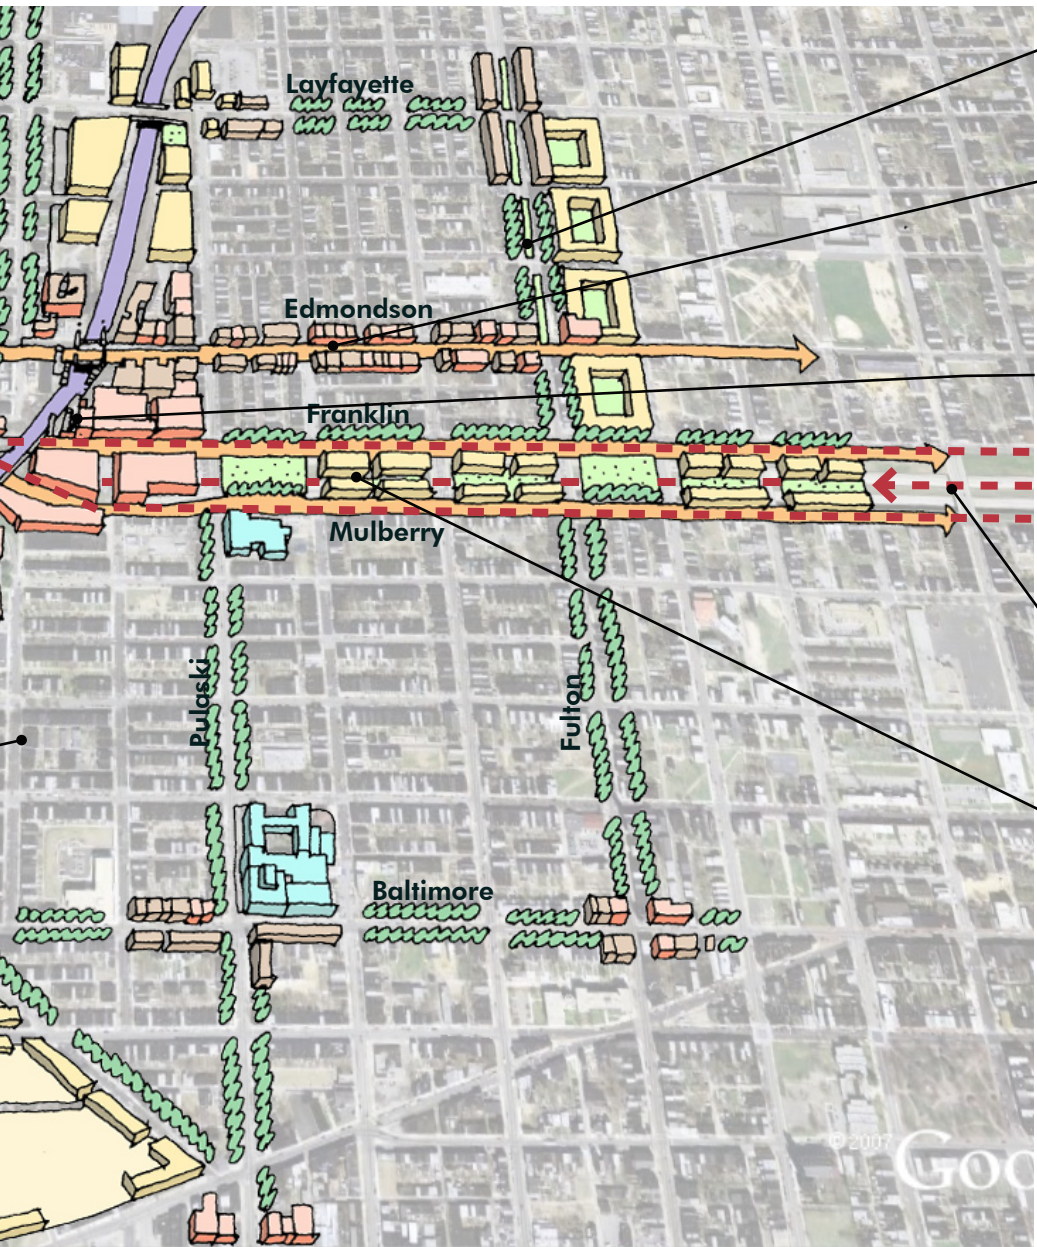 Layfayette
Edmondson
Franklin
Mulberry
Pulaski
Fulton
Baltimore
©2007
Goo